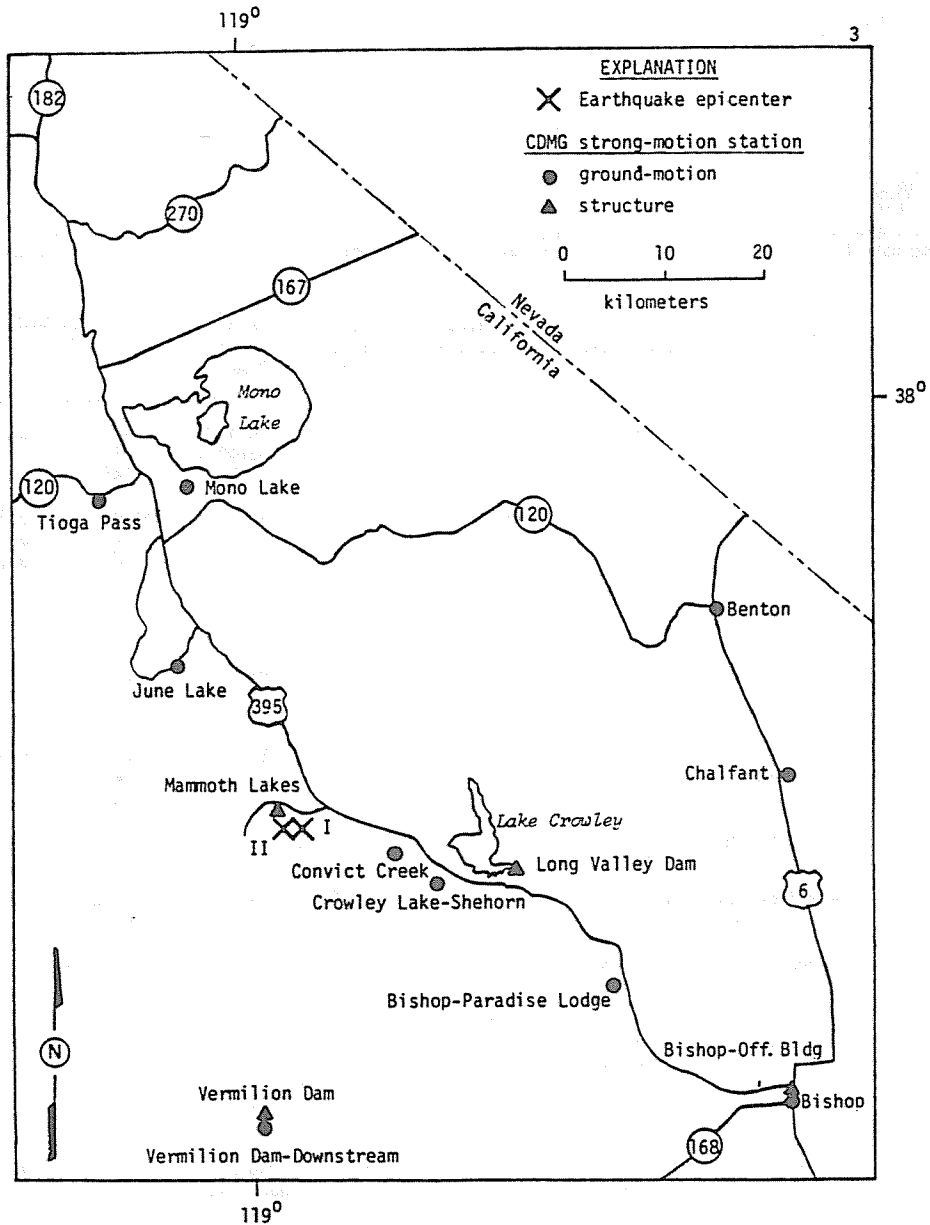 119°
3
EXPLANATION
Earthquake epicenter
CDMG strong-motion station
ground-motion
structure
0 10 20
kilometers
182
270
167
Nevada
California
Mono
Lake
38°
120
Mono Lake
Tioga Pass
120
Benton
June Lake
395
Chalfant
Mammoth Lakes
I
II
Lake Crowley
Convict Creek
Long Valley Dam
Crowley Lake-Shehorn
6
Bishop-Paradise Lodge
N
Bishop-Off. Bldg
Bishop
Vermilion Dam
Vermilion Dam-Downstream
168
119°